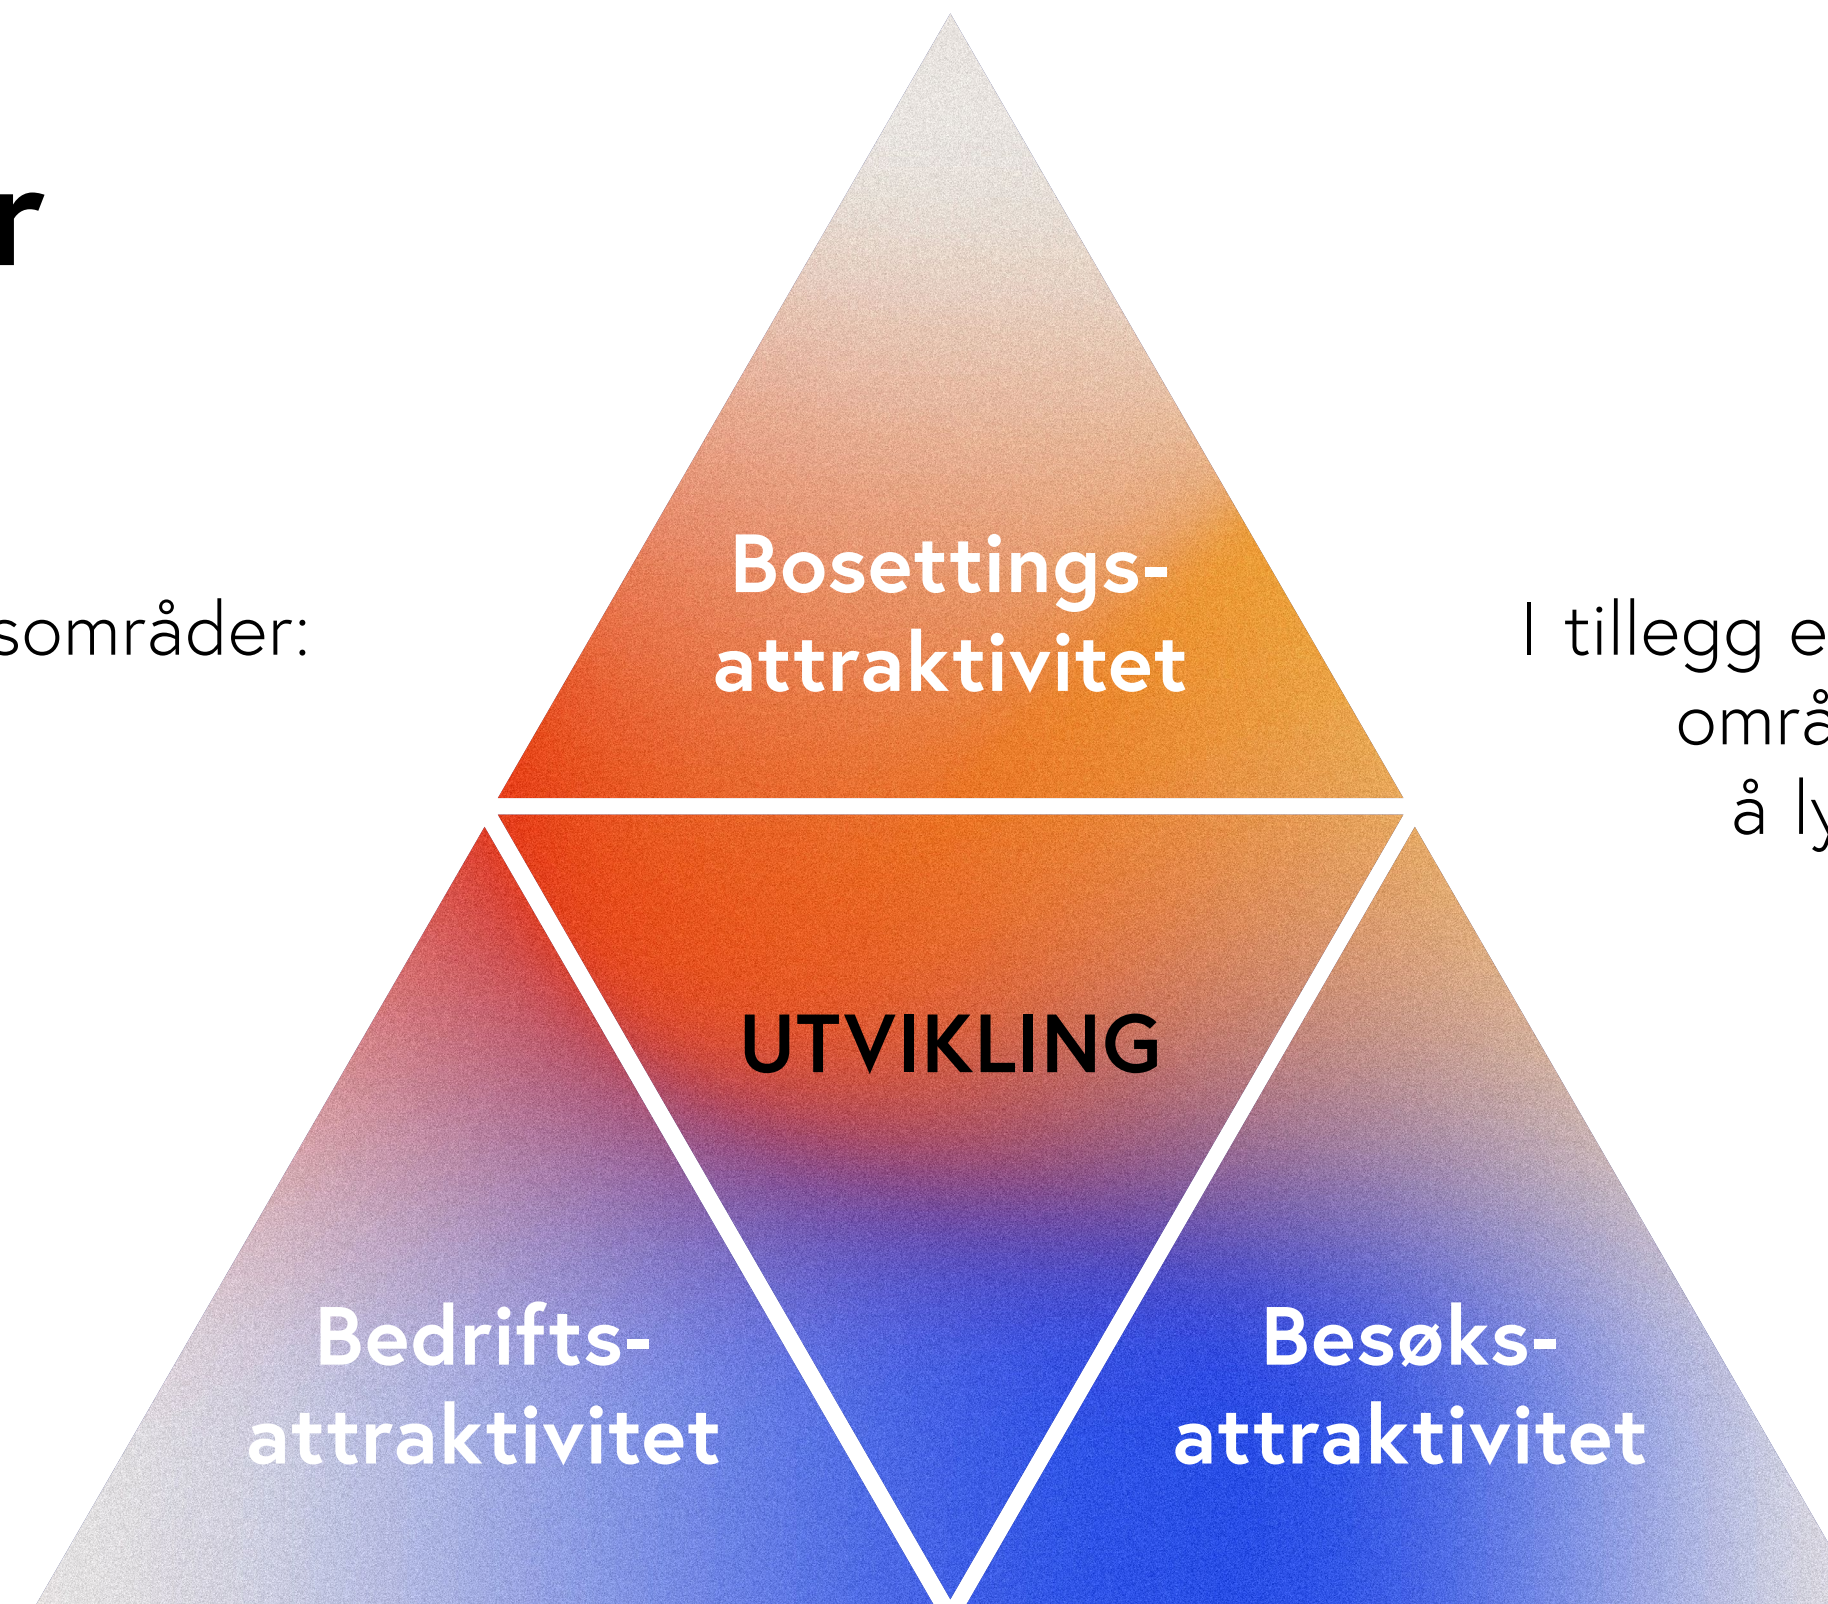 r
sområder:
Bosettings-
attraktivitet
I tillegg e
områ
å ly
UTVIKLING
Bedrifts-
attraktivitet
Besøks-
attraktivitet